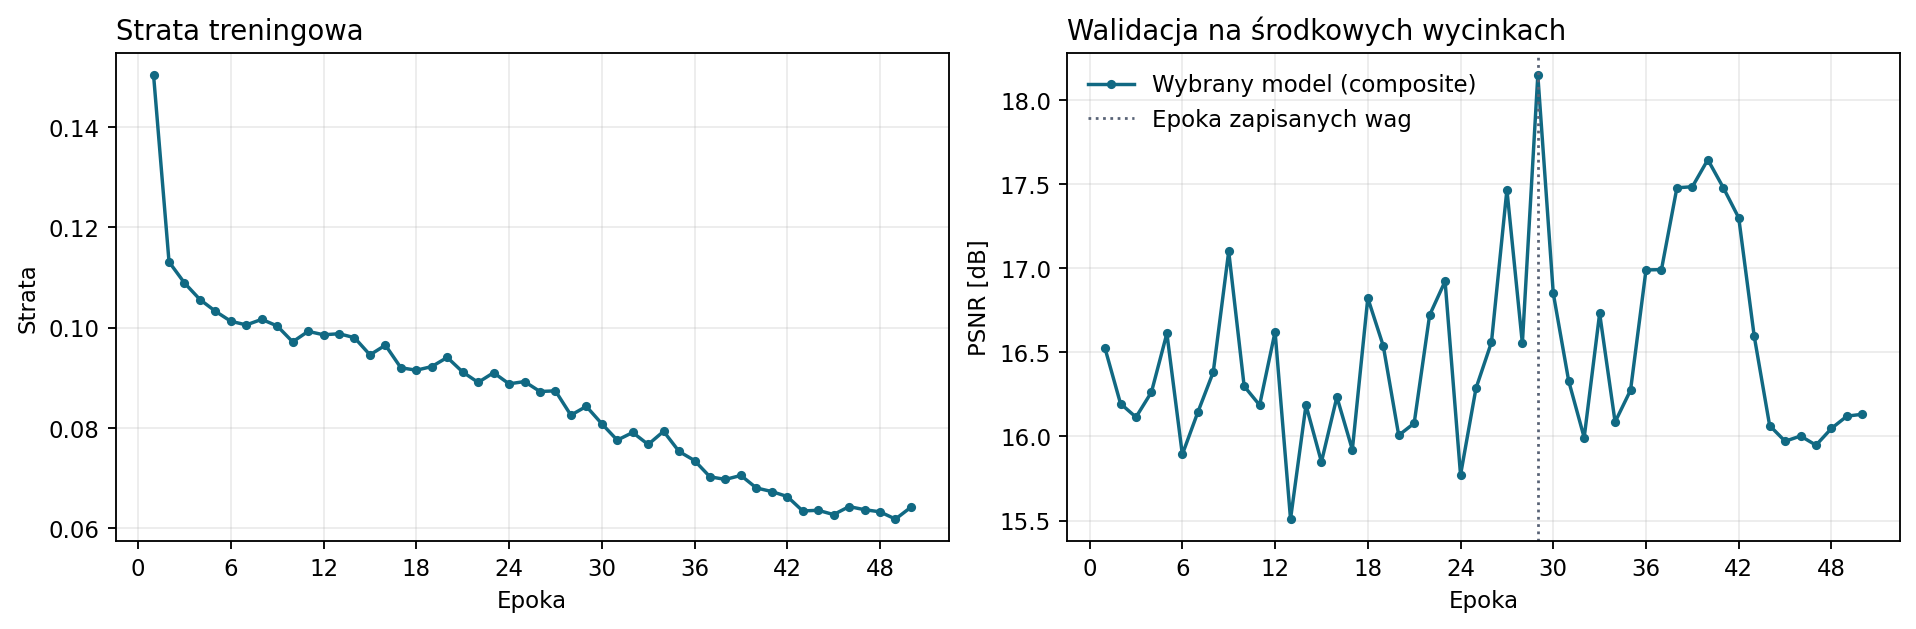 Strata treningowa
Strata
0.14
0.12
0.10
0.08
0.06
0 6 12 18 24 30 36 42 48
Epoka
Walidacja na środkowych wycinkach
PSNR [dB]
Wybrany model (composite)
Epoka zapisanych wag
18.0
17.5
17.0
16.5
16.0
15.5
0 6 12 18 24 30 36 42 48
Epoka